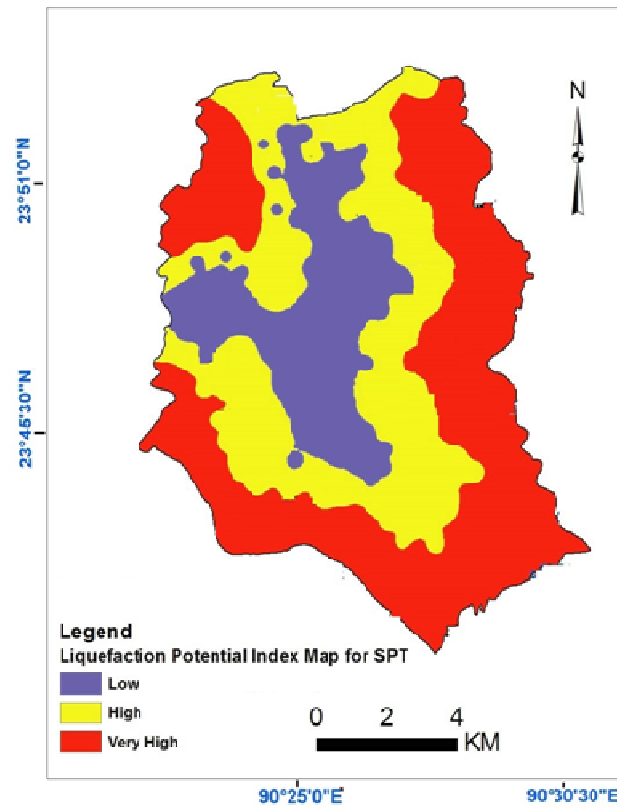 N
23°51'0"N
23°45'30"N
Legend
Liquefaction Potential Index Map for SPT
Low
High
Very High
0 2 4
KM
90°25'0"E
90°30'30"E